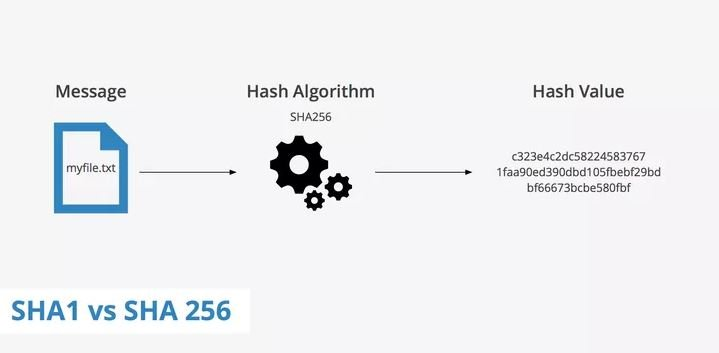 Message
Hash Algorithm
Hash Value
SHA256
myfile.txt
c323e4c2dc58224583767
1faa90ed390dbd105fbebf29bd
bf66673bcbe580fbf
SHA1 vs SHA 256